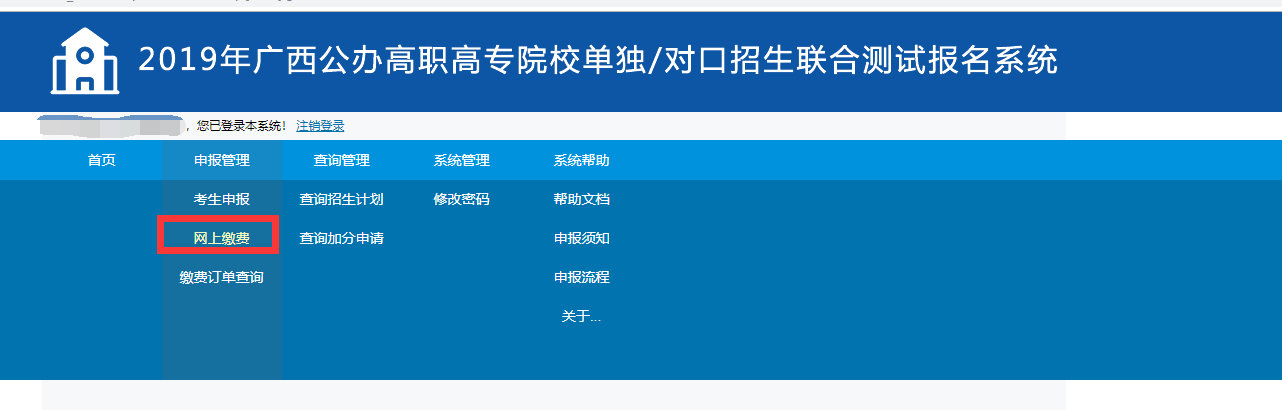 2019年广西公办高职高专院校单独/对口招生联合测试报名系统
，您已登录本系统! 注销登录
首页 申报管理 查询管理 系统管理 系统帮助
考生申报 查询招生计划 修改密码 帮助文档
网上缴费 查询加分申请 申报须知
缴费订单查询 申报流程
关于...